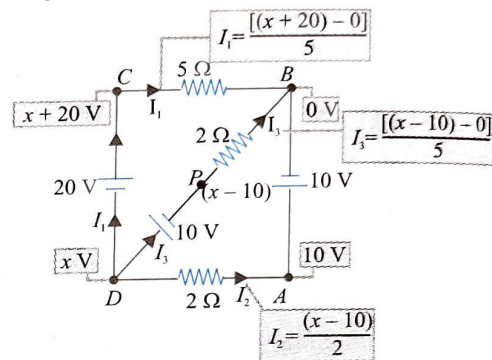 I₁ = [(x + 20) – 0] / 5
C
5 Ω
B
x + 20 V
I₁
0 V
2 Ω
I₃
I₃ = [(x – 10) – 0] / 5
20 V
P
(x – 10)
10 V
I₁
10 V
I₃
x V
10 V
D
2 Ω
I₂
A
I₂ = (x – 10) / 2